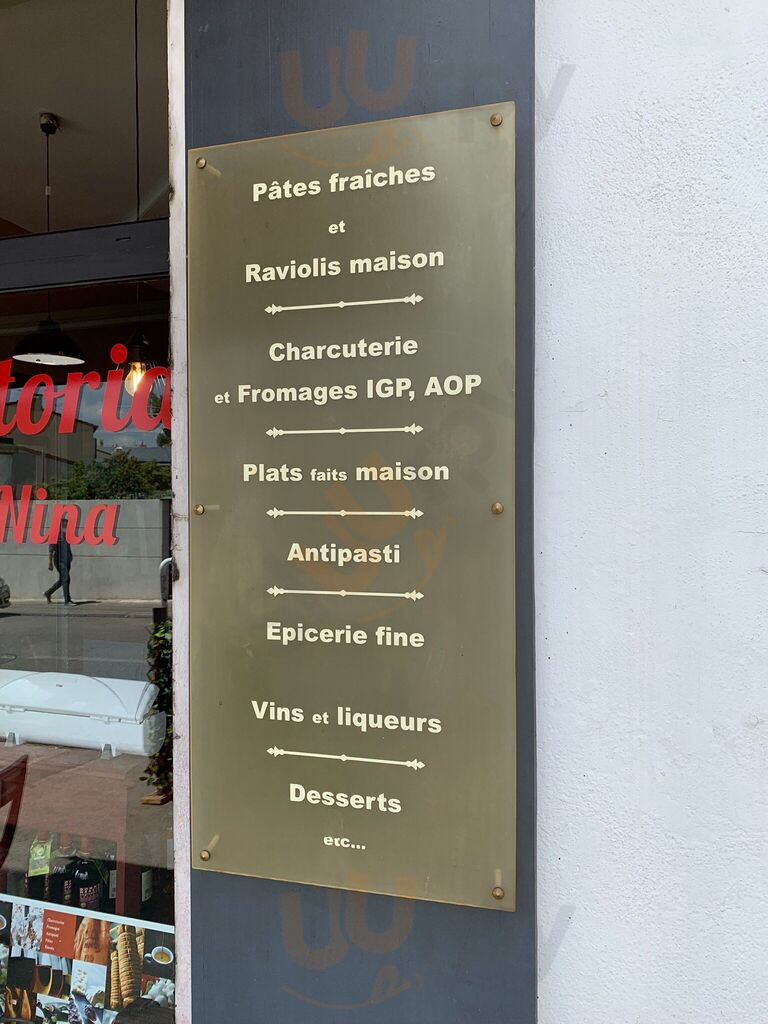 Pâtes fraîches
et
Raviolis maison
Charcuterie
et Fromages IGP, AOP
Plats faits maison
Antipasti
Epicerie fine
Vins et liqueurs
Desserts
etc...
toria
Nina